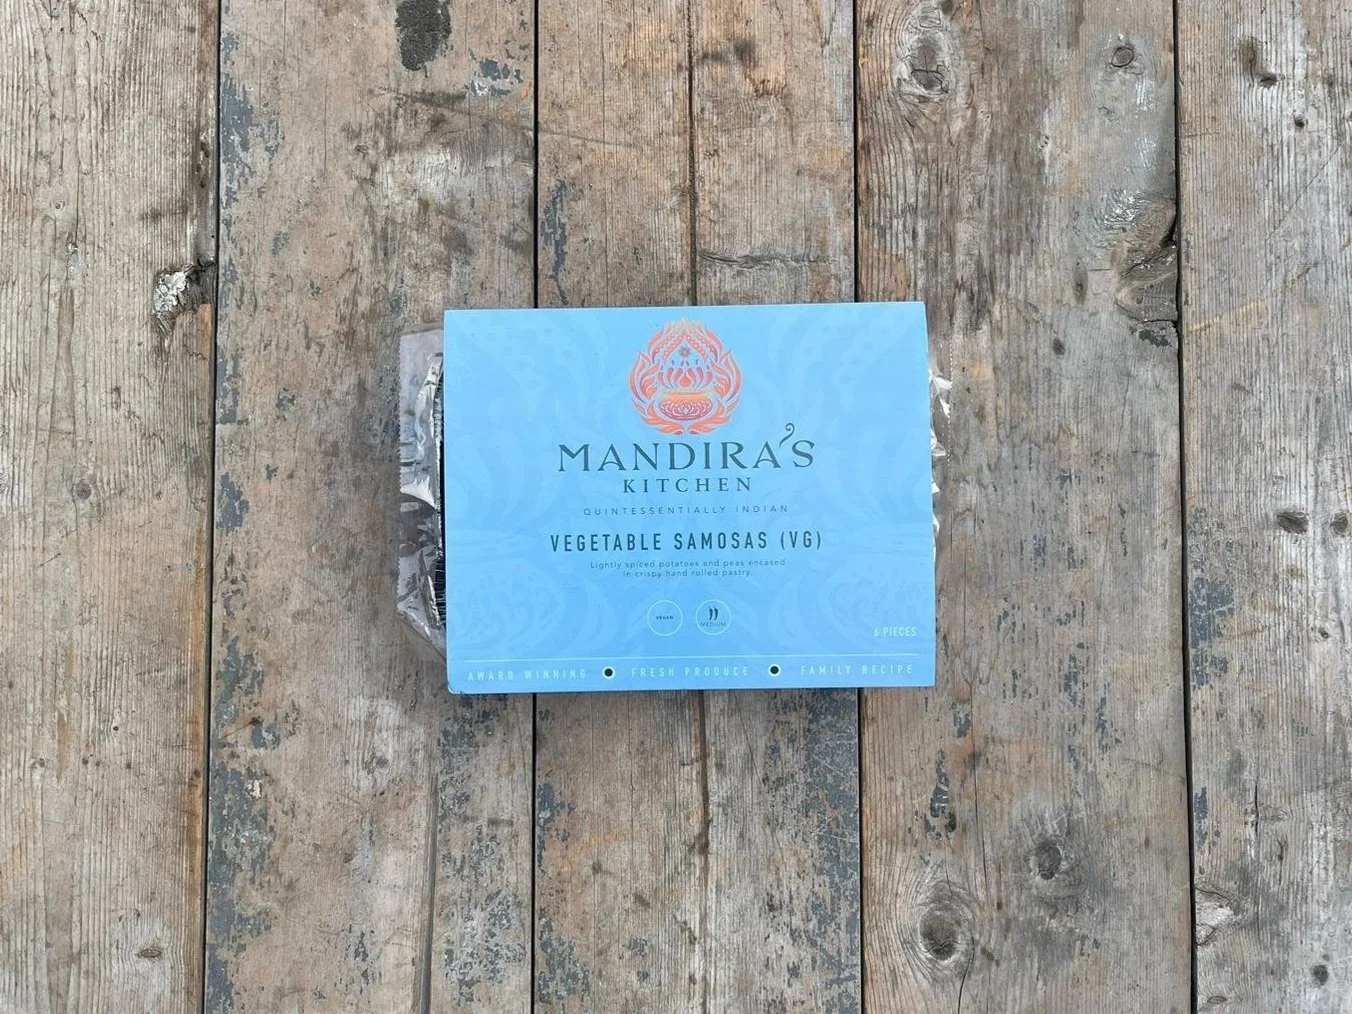 MANDIRA'S
KITCHEN
QUINTESSENTIALLY INDIAN
VEGETABLE SAMOSAS (VG)
Lightly spiced potatoes and peas encased
in crispy hand rolled pastry.
VEGAN
MEDIUM
6 PIECES
AWARD WINNING FRESH PRODUCE FAMILY RECIPE